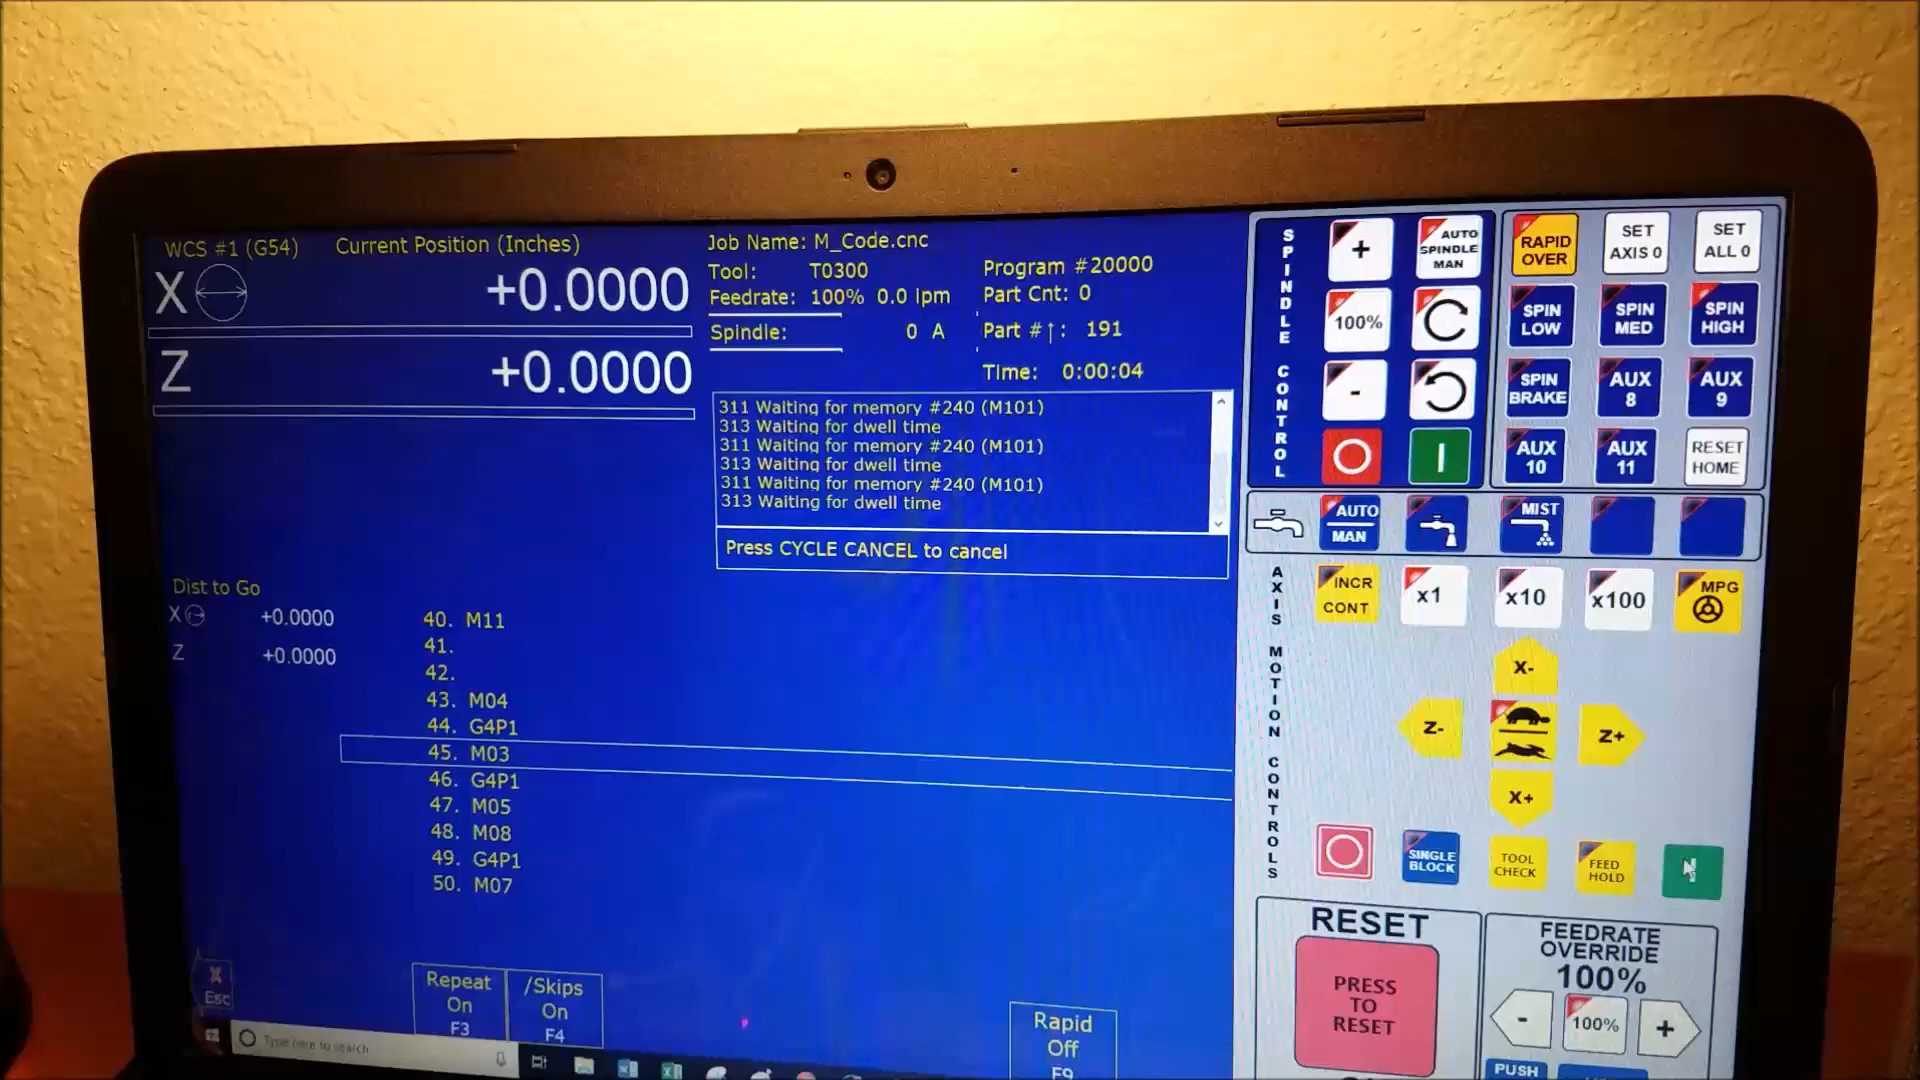 WCS #1 (G54)
Current Position (Inches)
X
+0.0000
Z
+0.0000
Job Name: M_Code.cnc
Tool: T0300
Feedrate: 100% 0.0 ipm
Spindle: 0 A
Program #20000
Part Cnt: 0
Part #↑: 191
Time: 0:00:04
311 Waiting for memory #240 (M101)
313 Waiting for dwell time
311 Waiting for memory #240 (M101)
313 Waiting for dwell time
311 Waiting for memory #240 (M101)
313 Waiting for dwell time
Press CYCLE CANCEL to cancel
Dist to Go
X +0.0000
Z +0.0000
40. M11
41.
42.
43. M04
44. G4P1
45. M03
46. G4P1
47. M05
48. M08
49. G4P1
50. M07
X
Esc
Repeat
On
F3
/Skips
On
F4
Rapid
Off
F9
Type here to search
SPINDLE CONTROL
+
AUTO
SPINDLE
MAN
100%
-
RAPID
OVER
SET
AXIS 0
SET
ALL 0
SPIN
LOW
SPIN
MED
SPIN
HIGH
SPIN
BRAKE
AUX
8
AUX
9
AUX
10
AUX
11
RESET
HOME
AUTO
MAN
MIST
AXIS MOTION CONTROLS
INCR
CONT
x1
x10
x100
MPG
X-
Z-
Z+
X+
SINGLE
BLOCK
TOOL
CHECK
FEED
HOLD
RESET
PRESS
TO
RESET
FEEDRATE
OVERRIDE
100%
-
100%
+
PUSH